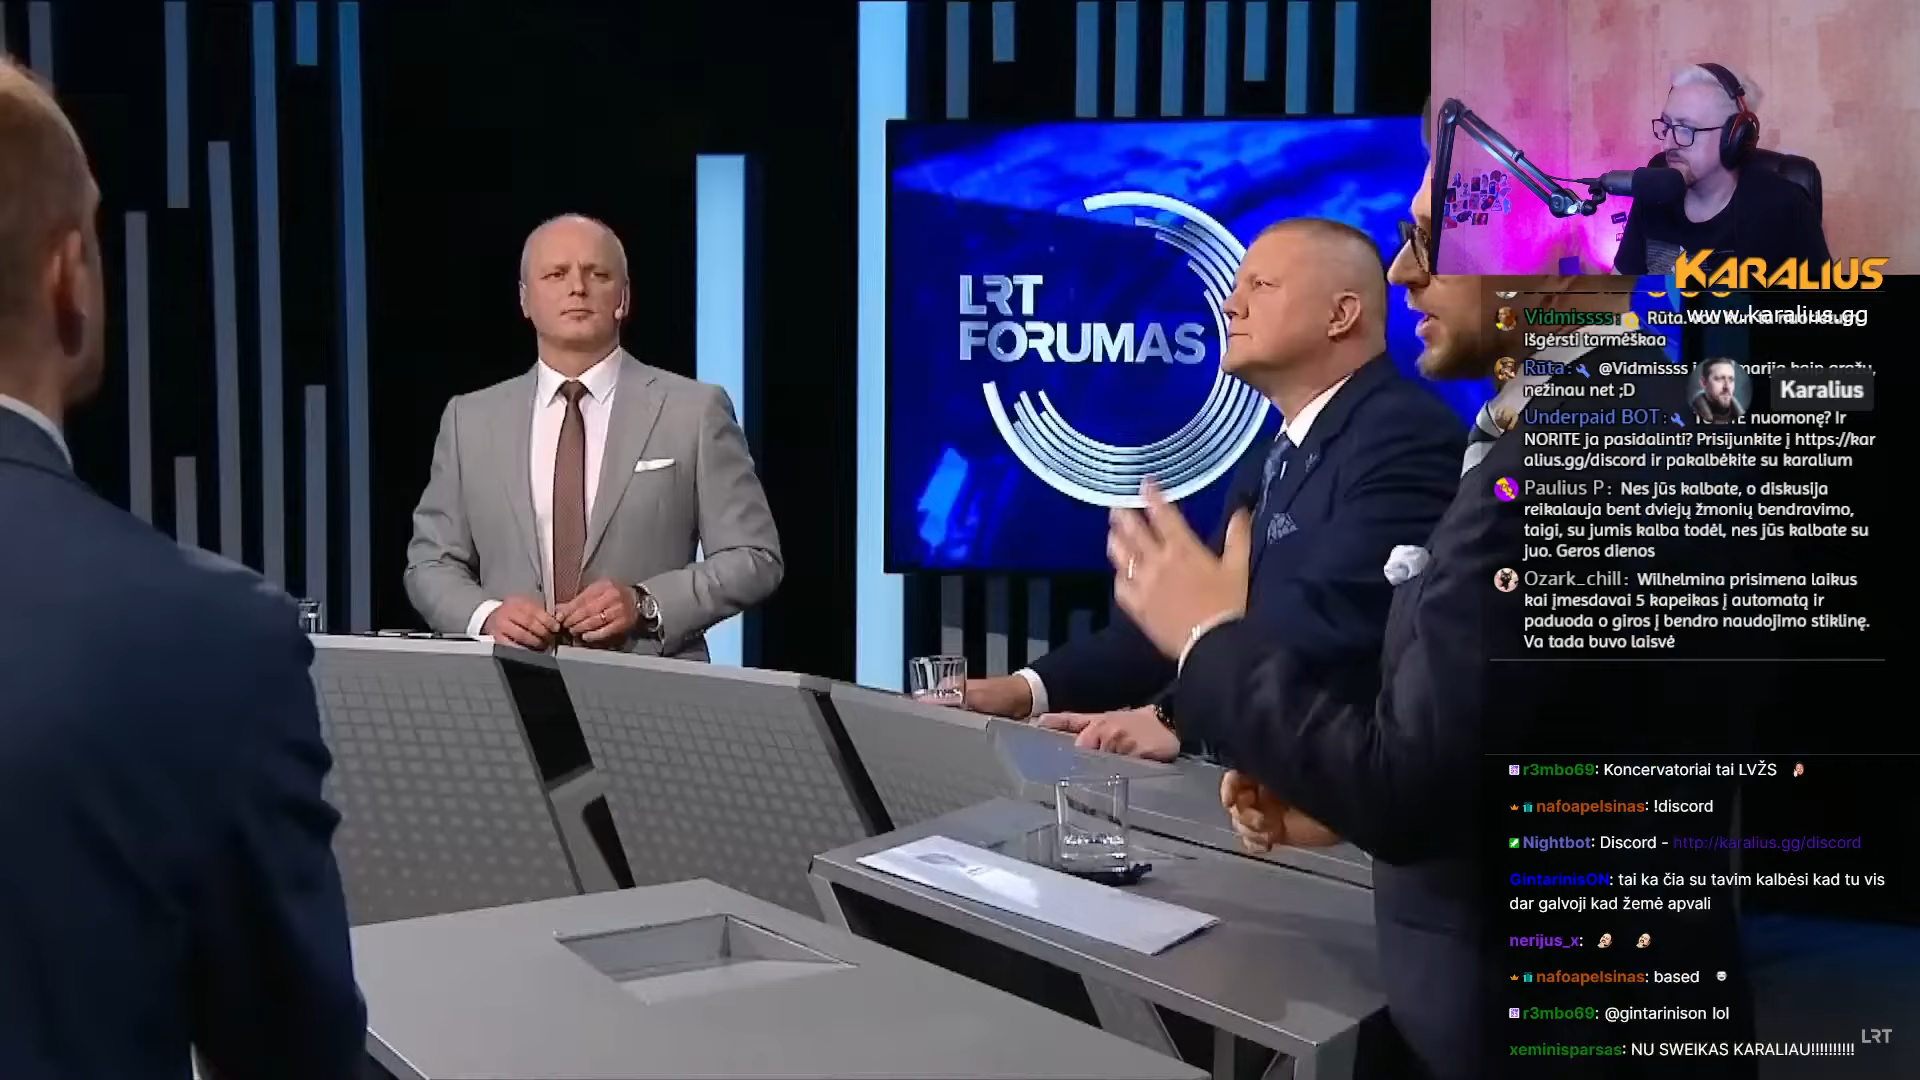 LRT
FORUMAS
KARALIUS
www.karalius.gg
Vidmissss: Rūta.
išgėrsti tarmėškaa
Rūta: @Vidmissss
nežinau net ;D
Karalius
Underpaid BOT: nuomonę? Ir
NORITE ja pasidalinti? Prisijunkite į https://kar
alius.gg/discord ir pakalbėkite su karalium
Paulius P: Nes jūs kalbate, o diskusija
reikalauja bent dviejų žmonių bendravimo,
taigi, su jumis kalba todėl, nes jūs kalbate su
juo. Geros dienos
Ozark_chill: Wilhelmina prisimena laikus
kai įmesdavai 5 kapeikas į automatą ir
paduoda o giros į bendro naudojimo stiklinę.
Va tada buvo laisvė
r3mbo69: Koncervatoriai tai LVŽS
nafoapelsinas: !discord
Nightbot: Discord - http://karalius.gg/discord
GintarinisON: tai ka čia su tavim kalbėsi kad tu vis
dar galvoji kad žemė apvali
nerijus_x:
nafoapelsinas: based
r3mbo69: @gintarinison lol
xeminisparsas: NU SWEIKAS KARALIAU!!!!!!!!!!
LRT